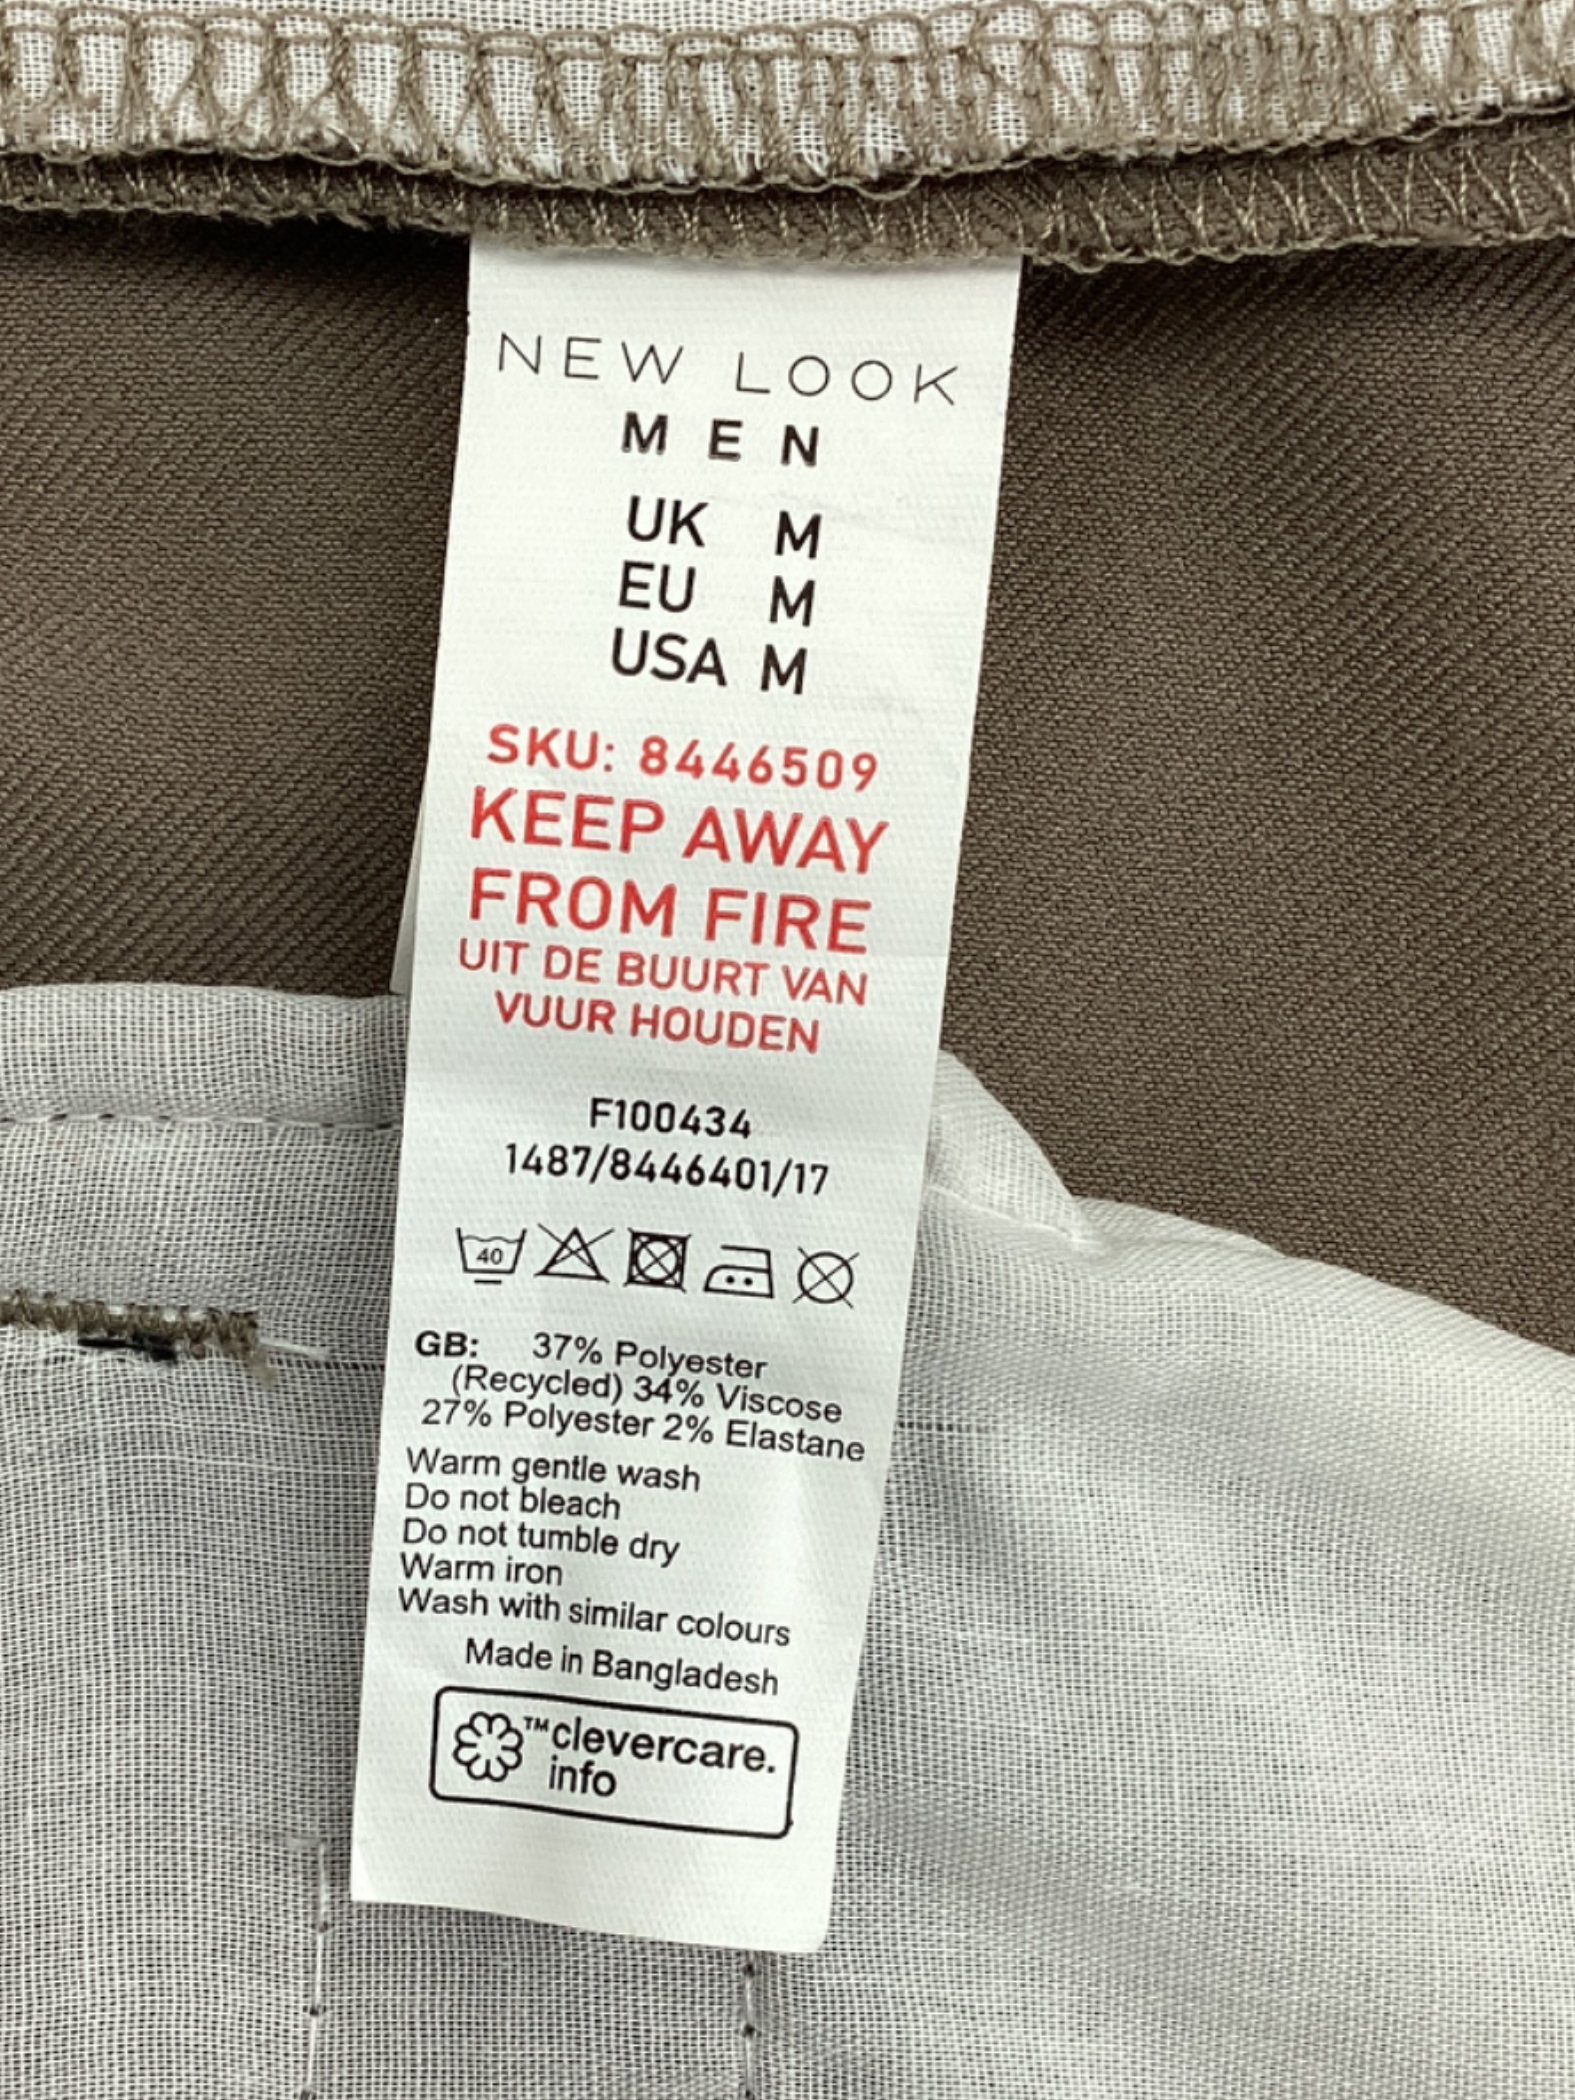 NEW LOOK
MEN
UK M
EU M
USA M
SKU: 8446509
KEEP AWAY
FROM FIRE
UIT DE BUURT VAN
VUUR HOUDEN
F100434
1487/8446401/17
40
GB: 37% Polyester
(Recycled) 34% Viscose
27% Polyester 2% Elastane
Warm gentle wash
Do not bleach
Do not tumble dry
Warm iron
Wash with similar colours
Made in Bangladesh
™clevercare.
info